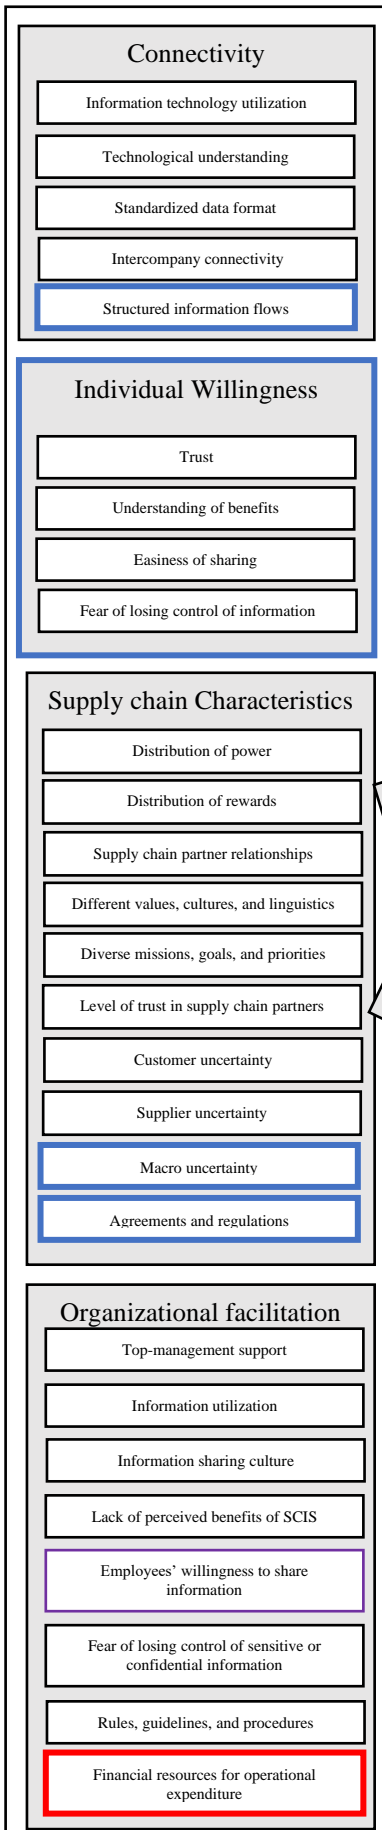 Connectivity
Information technology utilization
Technological understanding
Standardized data format
Intercompany connectivity
Structured information flows
Individual Willingness
Trust
Understanding of benefits
Easiness of sharing
Fear of losing control of information
Supply chain Characteristics
Distribution of power
Distribution of rewards
Supply chain partner relationships
Different values, cultures, and linguistics
Diverse missions, goals, and priorities
Level of trust in supply chain partners
Customer uncertainty
Supplier uncertainty
Macro uncertainty
Agreements and regulations
Organizational facilitation
Top-management support
Information utilization
Information sharing culture
Lack of perceived benefits of SCIS
Employees’ willingness to share
information
Fear of losing control of sensitive or
confidential information
Rules, guidelines, and procedures
Financial resources for operational
expenditure